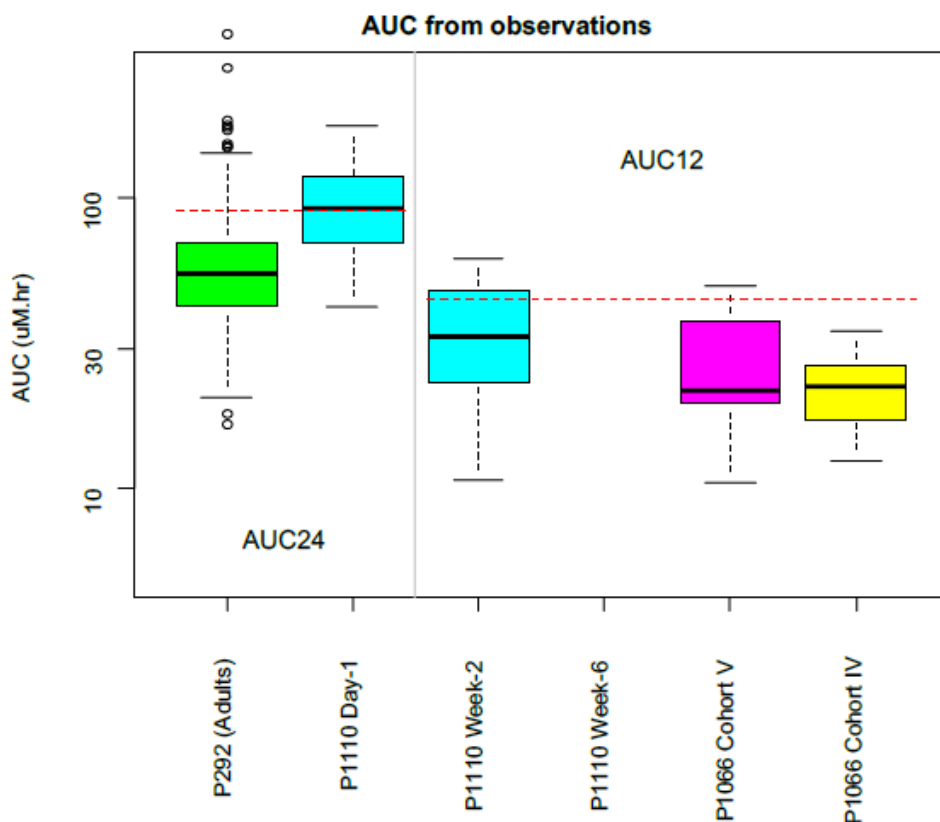 AUC from observations
AUC12
100
30
10
AUC (uM.hr)
AUC24
P292 (Adults)
P1110 Day-1
P1110 Week-2
P1110 Week-6
P1066 Cohort V
P1066 Cohort IV